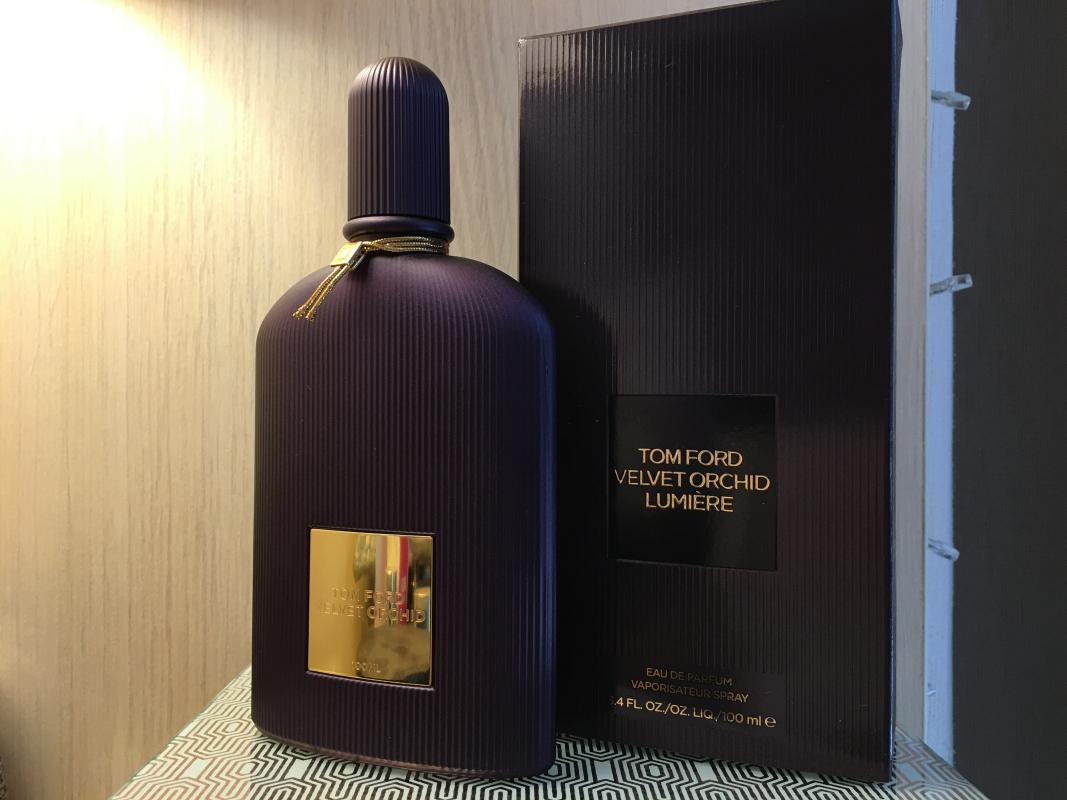 TOM FORD
VELVET ORCHID
100ML
TOM FORD
VELVET ORCHID
LUMIÈRE
EAU DE PARFUM
VAPORISATEUR SPRAY
3.4 FL. OZ./OZ. LIQ./100 ml e